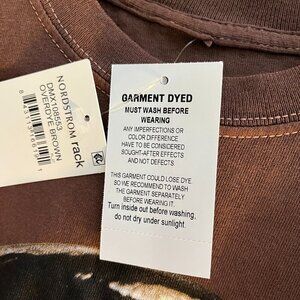 NORDSTROM rack
DMX108553
OVERDYE BROWN
GARMENT DYED
MUST WASH BEFORE
WEARING
ANY IMPERFECTIONS OR
COLOR DIFFERENCE
HAVE TO BE CONSIDERED
SOUGHT-AFTER EFFECTS
AND NOT DEFECTS.
THIS GARMENT COULD LOSE DYE
SO WE RECOMMEND TO WASH
THE GARMENT SEPARATELY
BEFORE WEARING IT.
Turn inside out before washing,
do not dry under sunlight.